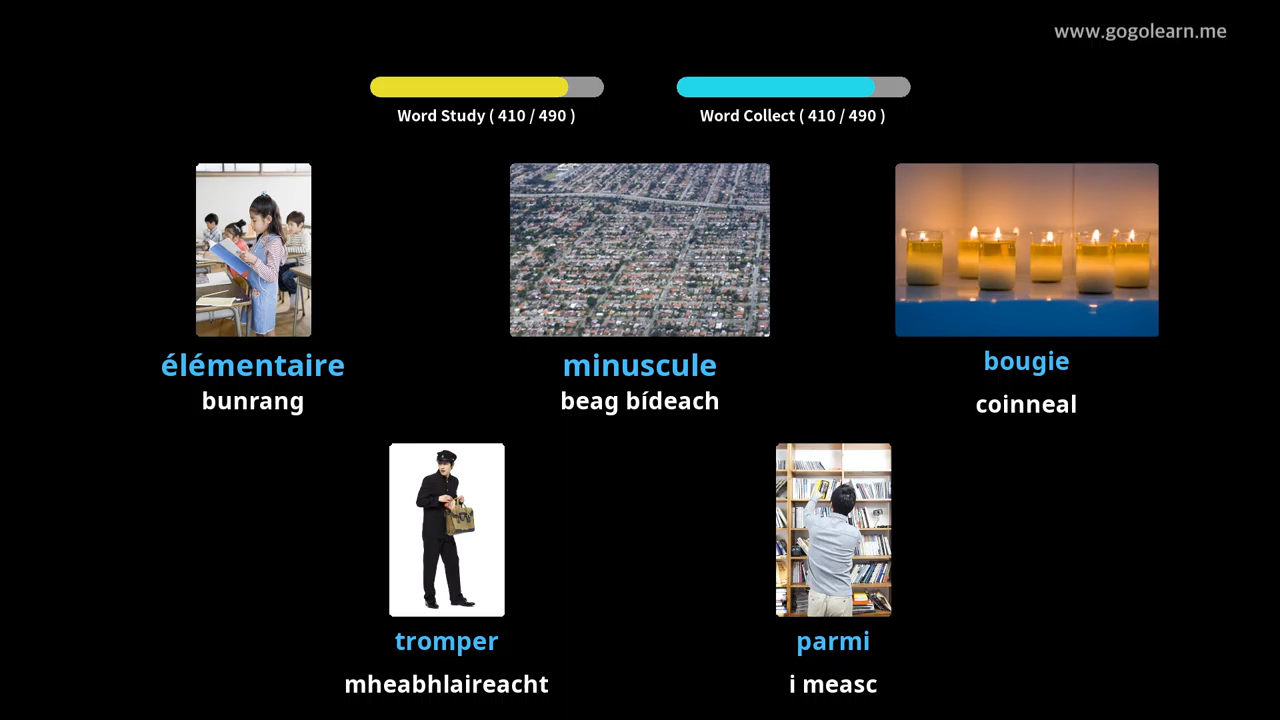 www.gogolearn.me
Word Study ( 410 / 490 )
Word Collect ( 410 / 490 )
élémentaire
bunrang
minuscule
beag bídeach
bougie
coinneal
tromper
mheabhlaireacht
parmi
i measc